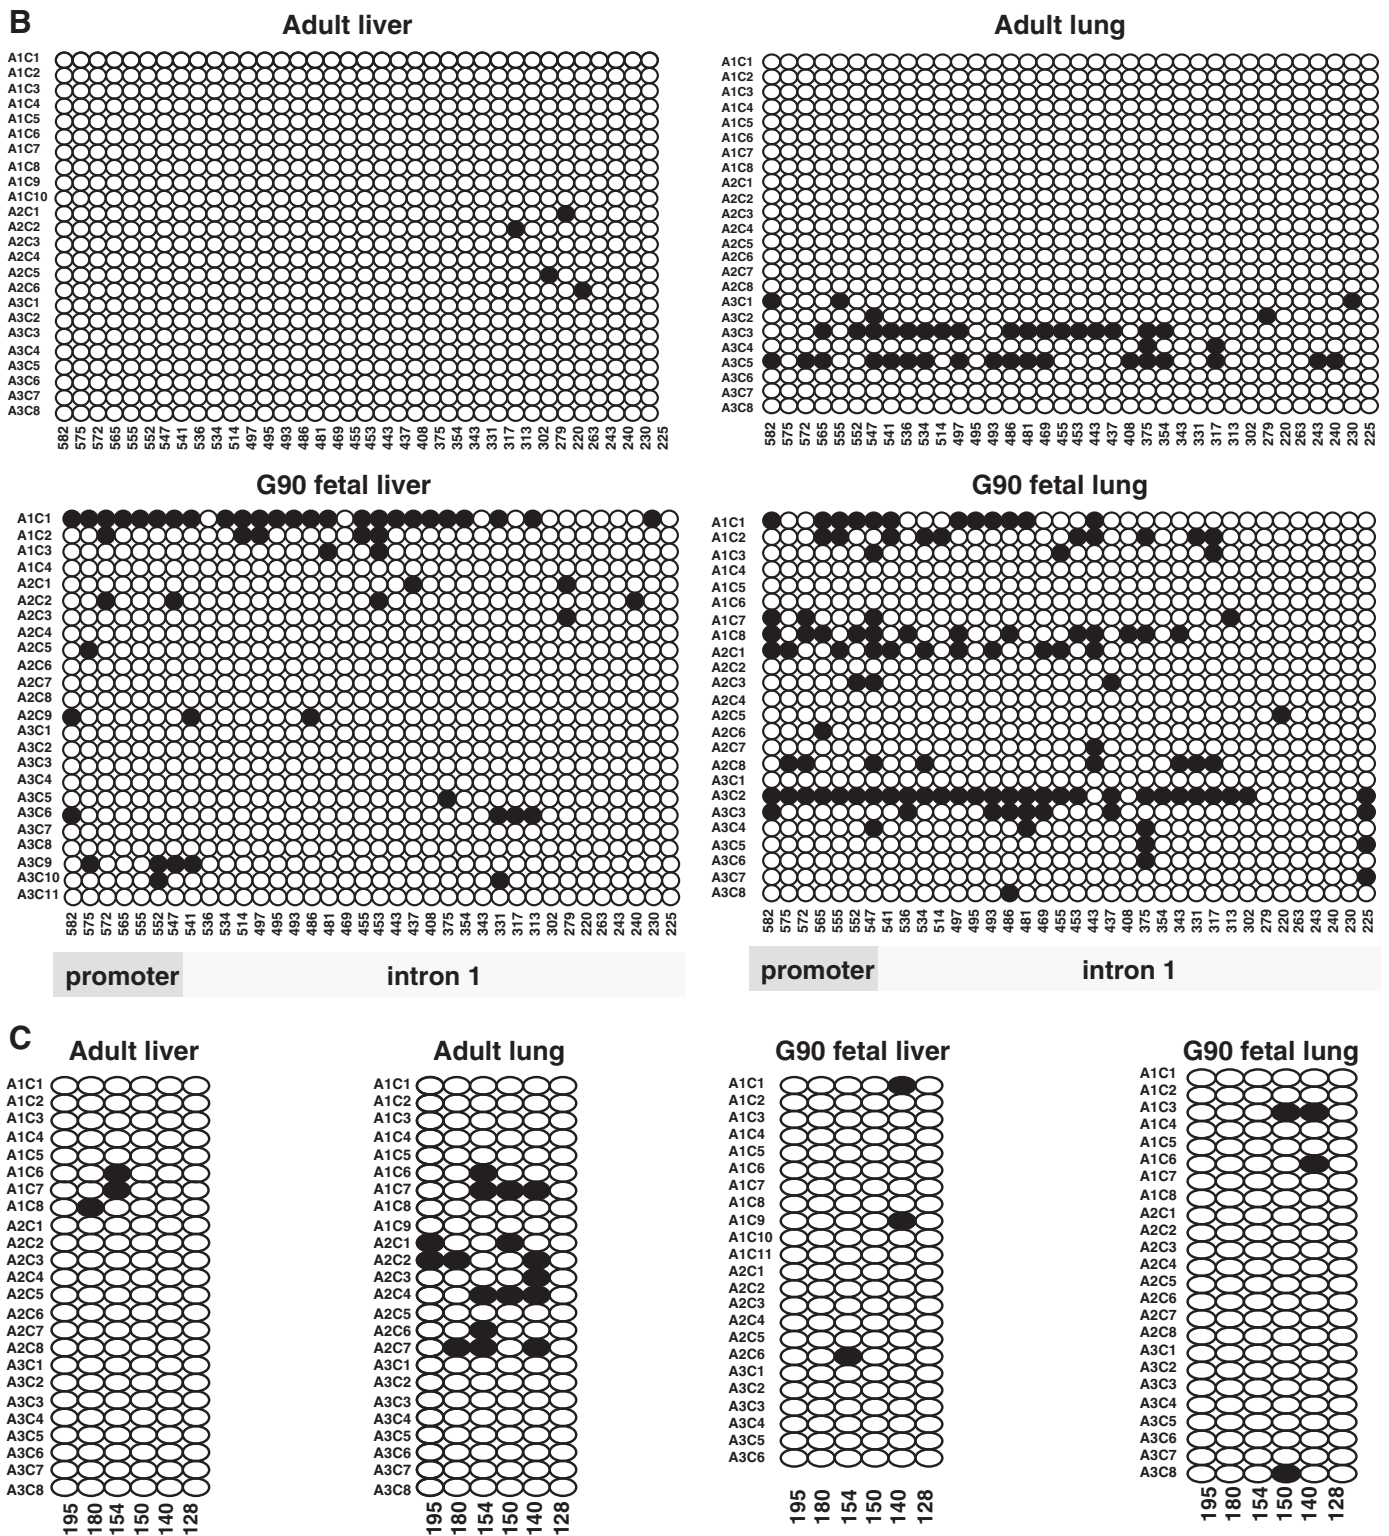 B
Adult liver
A1C1
A1C2
A1C3
A1C4
A1C5
A1C6
A1C7
A1C8
A1C9
A1C10
A2C1
A2C2
A2C3
A2C4
A2C5
A2C6
A3C1
A3C2
A3C3
A3C4
A3C5
A3C6
A3C7
A3C8
582 575 572 565 555 552 547 541 536 534 514 497 495 493 486 481 469 455 453 443 437 408 375 354 343 331 317 313 302 279 220 263 243 240 230 225
Adult lung
A1C1
A1C2
A1C3
A1C4
A1C5
A1C6
A1C7
A1C8
A2C1
A2C2
A2C3
A2C4
A2C5
A2C6
A2C7
A2C8
A3C1
A3C2
A3C3
A3C4
A3C5
A3C6
A3C7
A3C8
582 575 572 565 555 552 547 541 536 534 514 497 495 493 486 481 469 455 453 443 437 408 375 354 343 331 317 313 302 279 220 263 243 240 230 225
G90 fetal liver
A1C1
A1C2
A1C3
A1C4
A2C1
A2C2
A2C3
A2C4
A2C5
A2C6
A2C7
A2C8
A2C9
A3C1
A3C2
A3C3
A3C4
A3C5
A3C6
A3C7
A3C8
A3C9
A3C10
A3C11
582 575 572 565 555 552 547 541 536 534 514 497 495 493 486 481 469 455 453 443 437 408 375 354 343 331 317 313 302 279 220 263 241 240 230 225
promoter intron 1
G90 fetal lung
A1C1
A1C2
A1C3
A1C4
A1C5
A1C6
A1C7
A1C8
A2C1
A2C2
A2C3
A2C4
A2C5
A2C6
A2C7
A2C8
A3C1
A3C2
A3C3
A3C4
A3C5
A3C6
A3C7
A3C8
582 575 572 565 555 552 547 541 536 534 514 497 495 493 486 481 469 455 453 443 437 408 375 354 343 331 317 313 302 279 220 263 243 240 230 225
promoter intron 1
C
Adult liver
A1C1
A1C2
A1C3
A1C4
A1C5
A1C6
A1C7
A1C8
A2C1
A2C2
A2C3
A2C4
A2C5
A2C6
A2C7
A2C8
A3C1
A3C2
A3C3
A3C4
A3C5
A3C6
A3C7
A3C8
195 180 154 150 140 128
Adult lung
A1C1
A1C2
A1C3
A1C4
A1C5
A1C6
A1C7
A1C8
A1C9
A2C1
A2C2
A2C3
A2C4
A2C5
A2C6
A2C7
A3C1
A3C2
A3C3
A3C4
A3C5
A3C6
A3C7
A3C8
195 180 154 150 140 128
G90 fetal liver
A1C1
A1C2
A1C3
A1C4
A1C5
A1C6
A1C7
A1C8
A1C9
A1C10
A1C11
A2C1
A2C2
A2C3
A2C4
A2C5
A2C6
A3C1
A3C2
A3C3
A3C4
A3C5
A3C6
195 180 154 150 140 128
G90 fetal lung
A1C1
A1C2
A1C3
A1C4
A1C5
A1C6
A1C7
A1C8
A2C1
A2C2
A2C3
A2C4
A2C5
A2C6
A2C7
A2C8
A3C1
A3C2
A3C3
A3C4
A3C5
A3C6
A3C7
A3C8
195 180 154 150 140 128